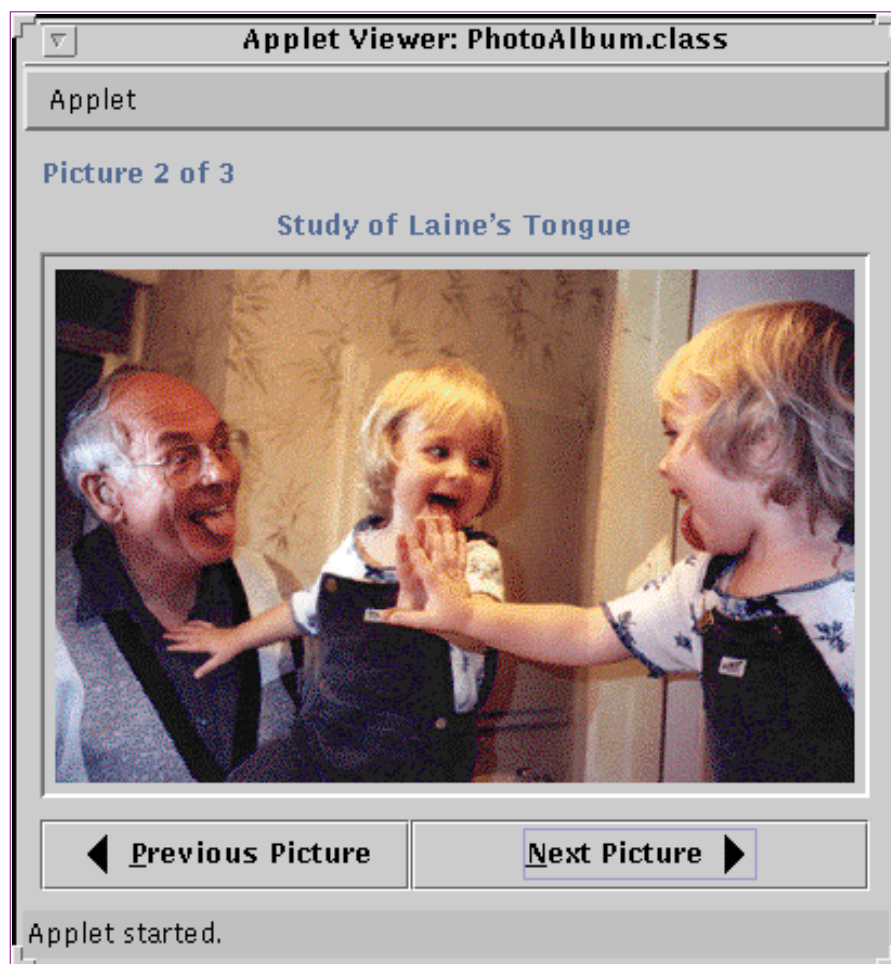 Applet Viewer: PhotoAlbum.class
Applet
Picture 2 of 3
Study of Laine's Tongue
Previous Picture
Next Picture
Applet started.